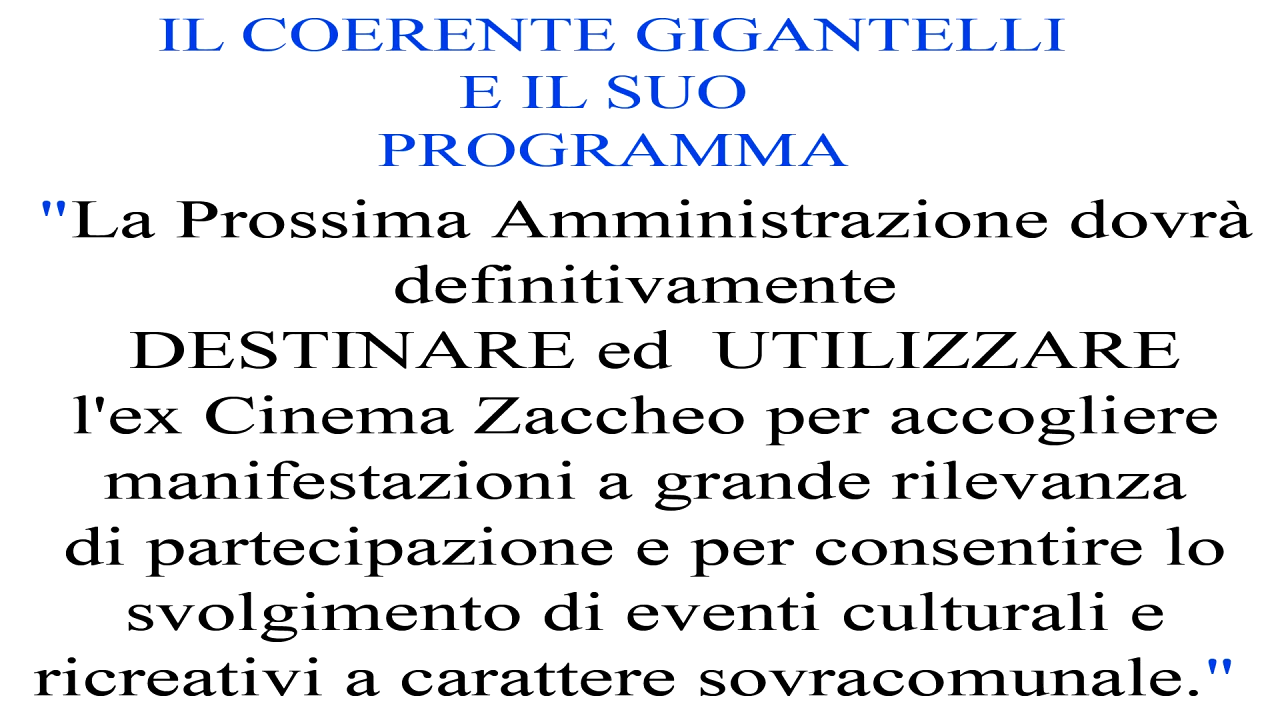 IL COERENTE GIGANTELLI
E IL SUO
PROGRAMMA
"La Prossima Amministrazione dovrà
definitivamente
DESTINARE ed UTILIZZARE
l'ex Cinema Zaccheo per accogliere
manifestazioni a grande rilevanza
di partecipazione e per consentire lo
svolgimento di eventi culturali e
ricreativi a carattere sovracomunale."